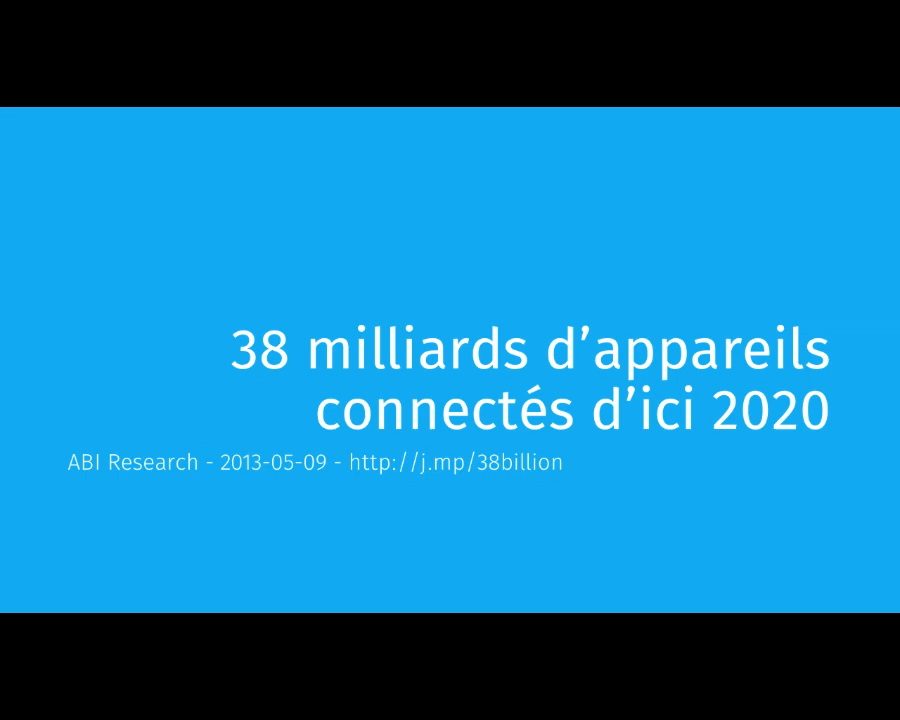 38 milliards d’appareils
connectés d’ici 2020
ABI Research - 2013-05-09 - http://j.mp/38billion